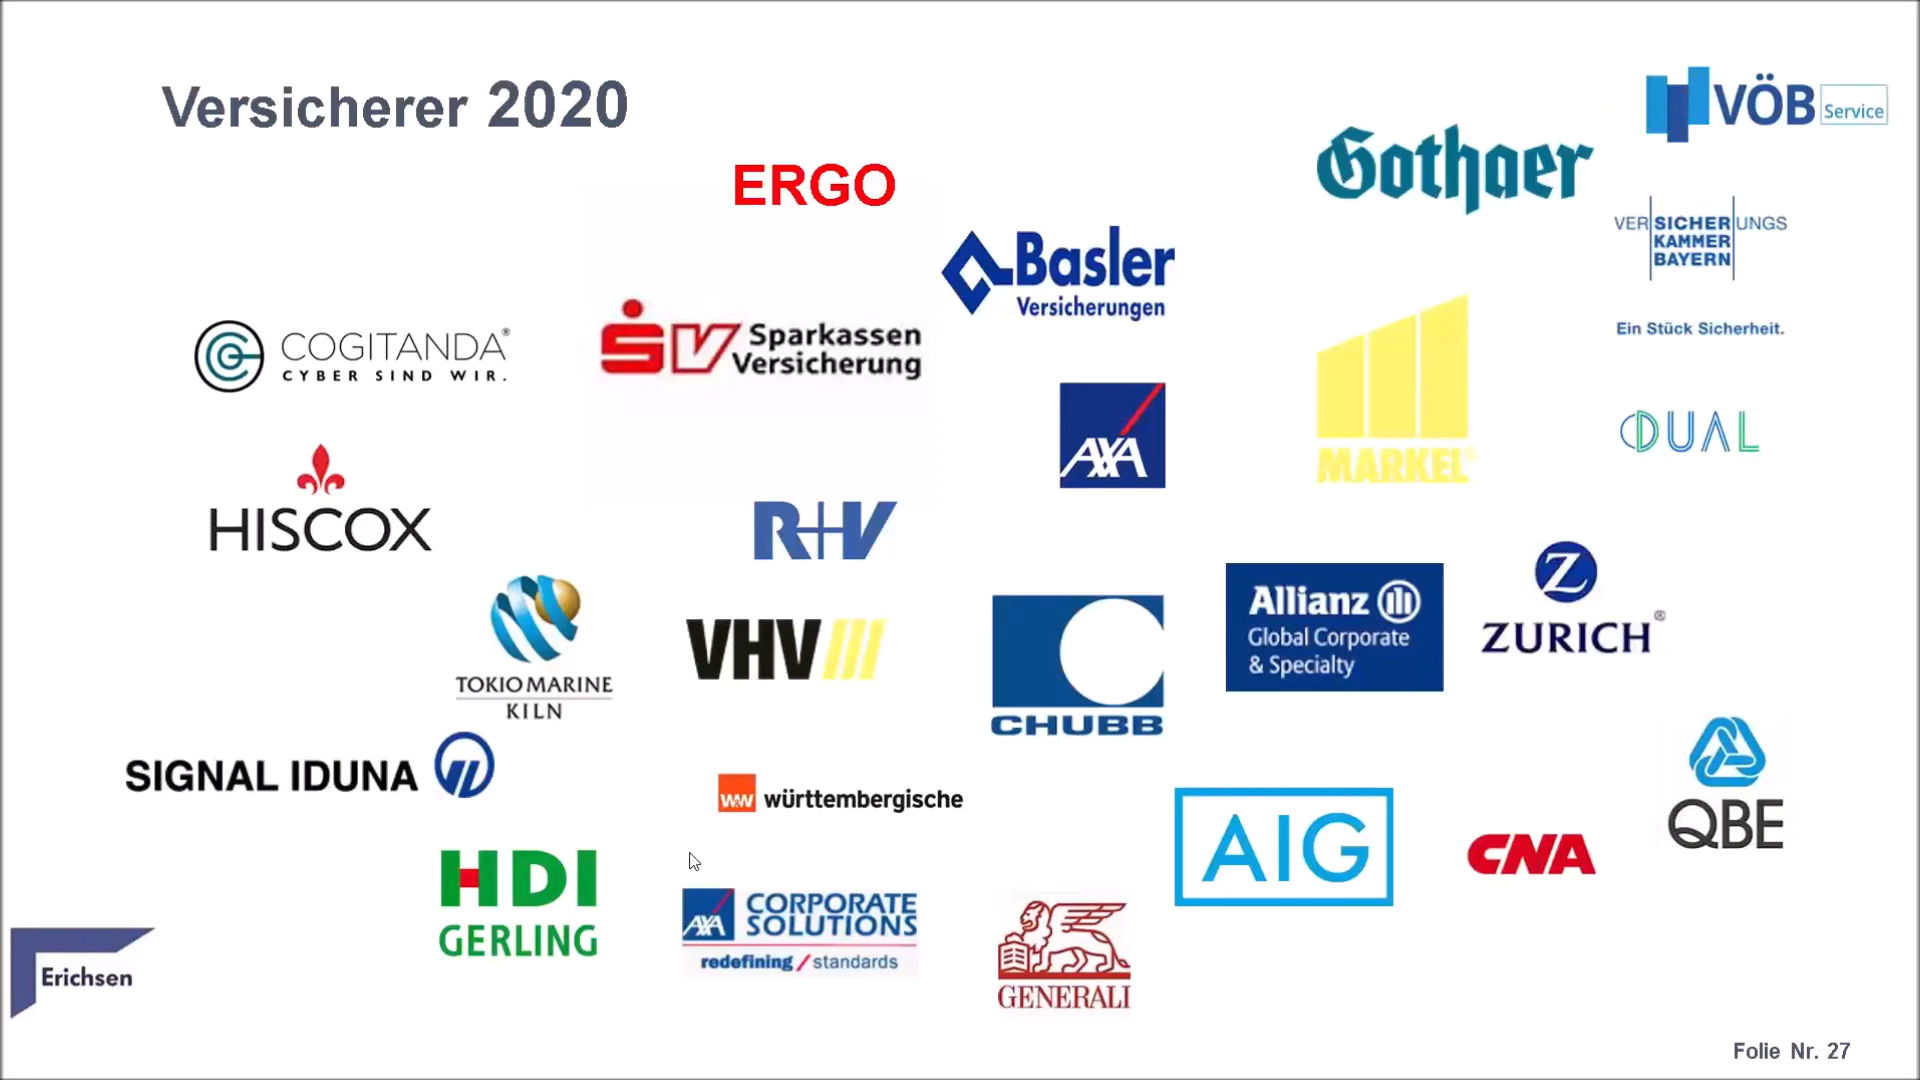 Versicherer 2020
VÖB Service
ERGO
Gothaer
VERSICHERUNGS
KAMMER
BAYERN
Ein Stück Sicherheit.
Basler
Versicherungen
COGITANDA®
CYBER SIND WIR.
SV Sparkassen
Versicherung
AXA
MARKEL®
DUAL
HISCOX
R+V
TOKIO MARINE
KILN
VHV
CHUBB
Allianz
Global Corporate
& Specialty
Z
ZURICH®
SIGNAL IDUNA
W&W württembergische
AIG
CNA
QBE
HDI
GERLING
AXA CORPORATE
SOLUTIONS
redefining / standards
GENERALI
Erichsen
Folie Nr. 27